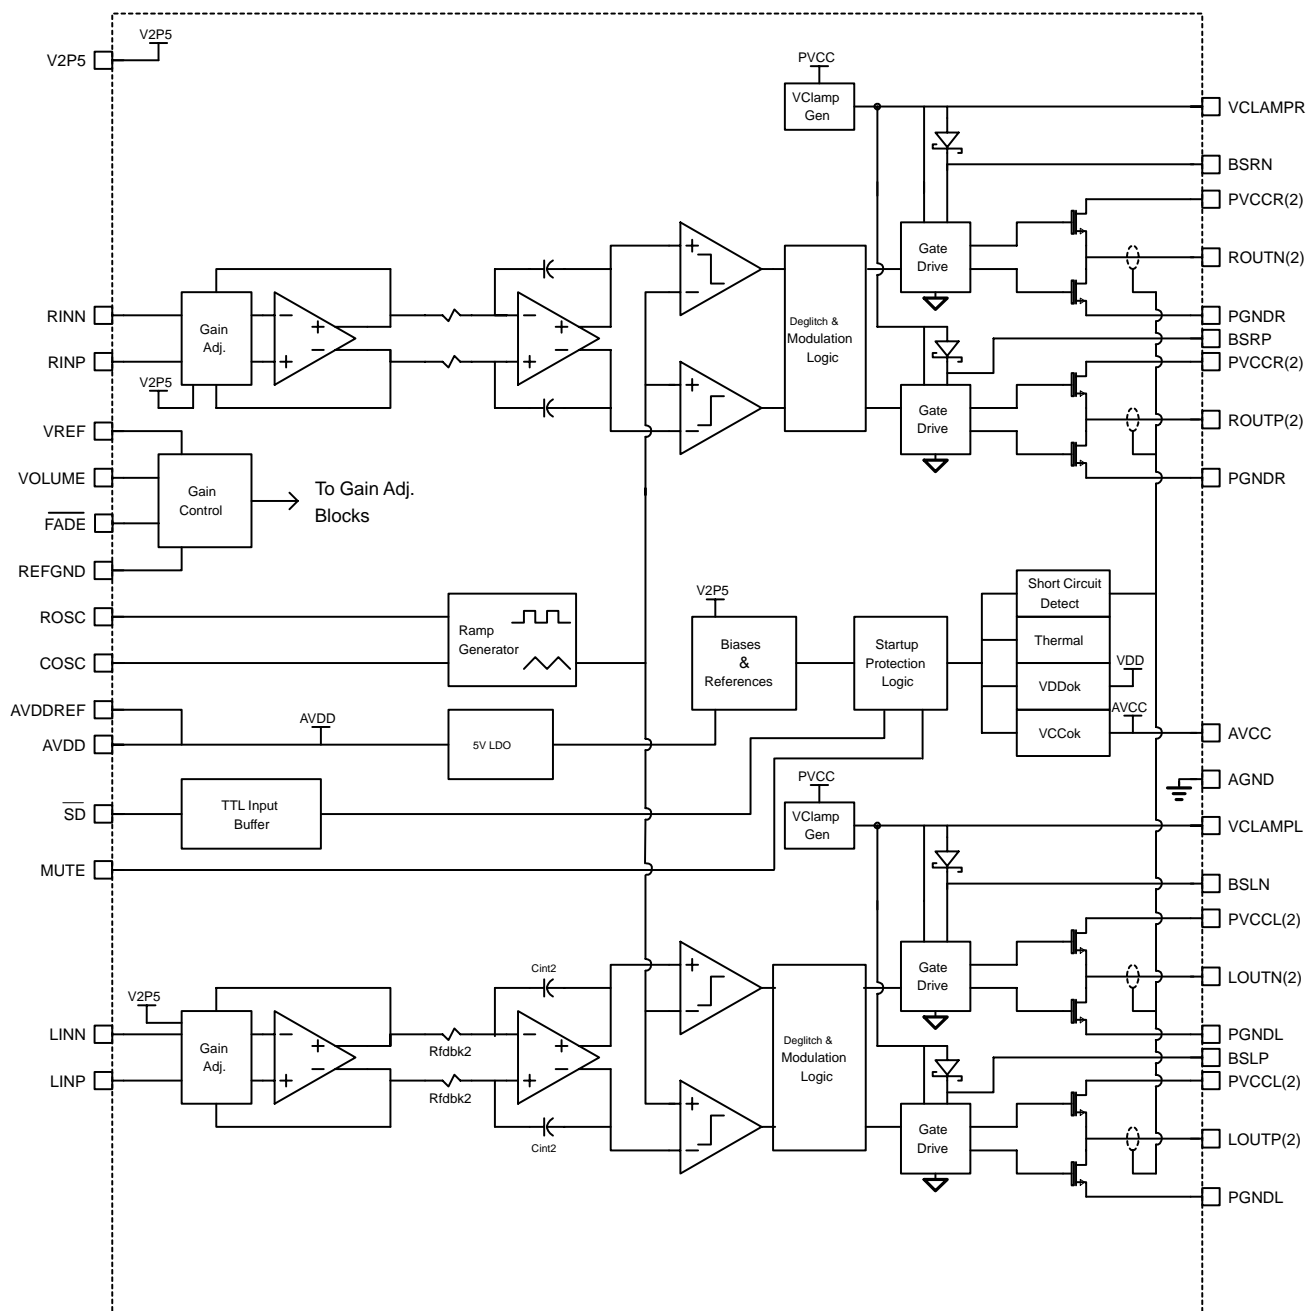 V2P5
V2P5
PVCC
VClamp
Gen
VCLAMPR
BSRN
PVCCR(2)
Gate
Drive
ROUTN(2)
RINN
Gain
Adj.
−
+
+
−
−
+
+
−
+
−
Deglitch &
Modulation
Logic
PGNDR
BSRP
RINP
V2P5
PVCCR(2)
+
−
Gate
Drive
ROUTP(2)
VREF
VOLUME
Gain
Control
To Gain Adj.
Blocks
PGNDR
FADE
REFGND
ROSC
Ramp
Generator
COSC
V2P5
Biases
&
References
Startup
Protection
Logic
Short Circuit
Detect
Thermal
VDDok
VDD
VCCok
AVCC
AVCC
AVDDREF
AVDD
AVDD
5V LDO
AGND
SD
TTL Input
Buffer
PVCC
VClamp
Gen
VCLAMPL
MUTE
BSLN
PVCCL(2)
Gate
Drive
LOUTN(2)
Cint2
V2P5
LINN
Gain
Adj.
−
+
+
−
Rfdbk2
−
+
+
−
+
−
Deglitch &
Modulation
Logic
PGNDL
BSLP
LINP
Rfdbk2
PVCCL(2)
+
−
Gate
Drive
LOUTP(2)
Cint2
PGNDL